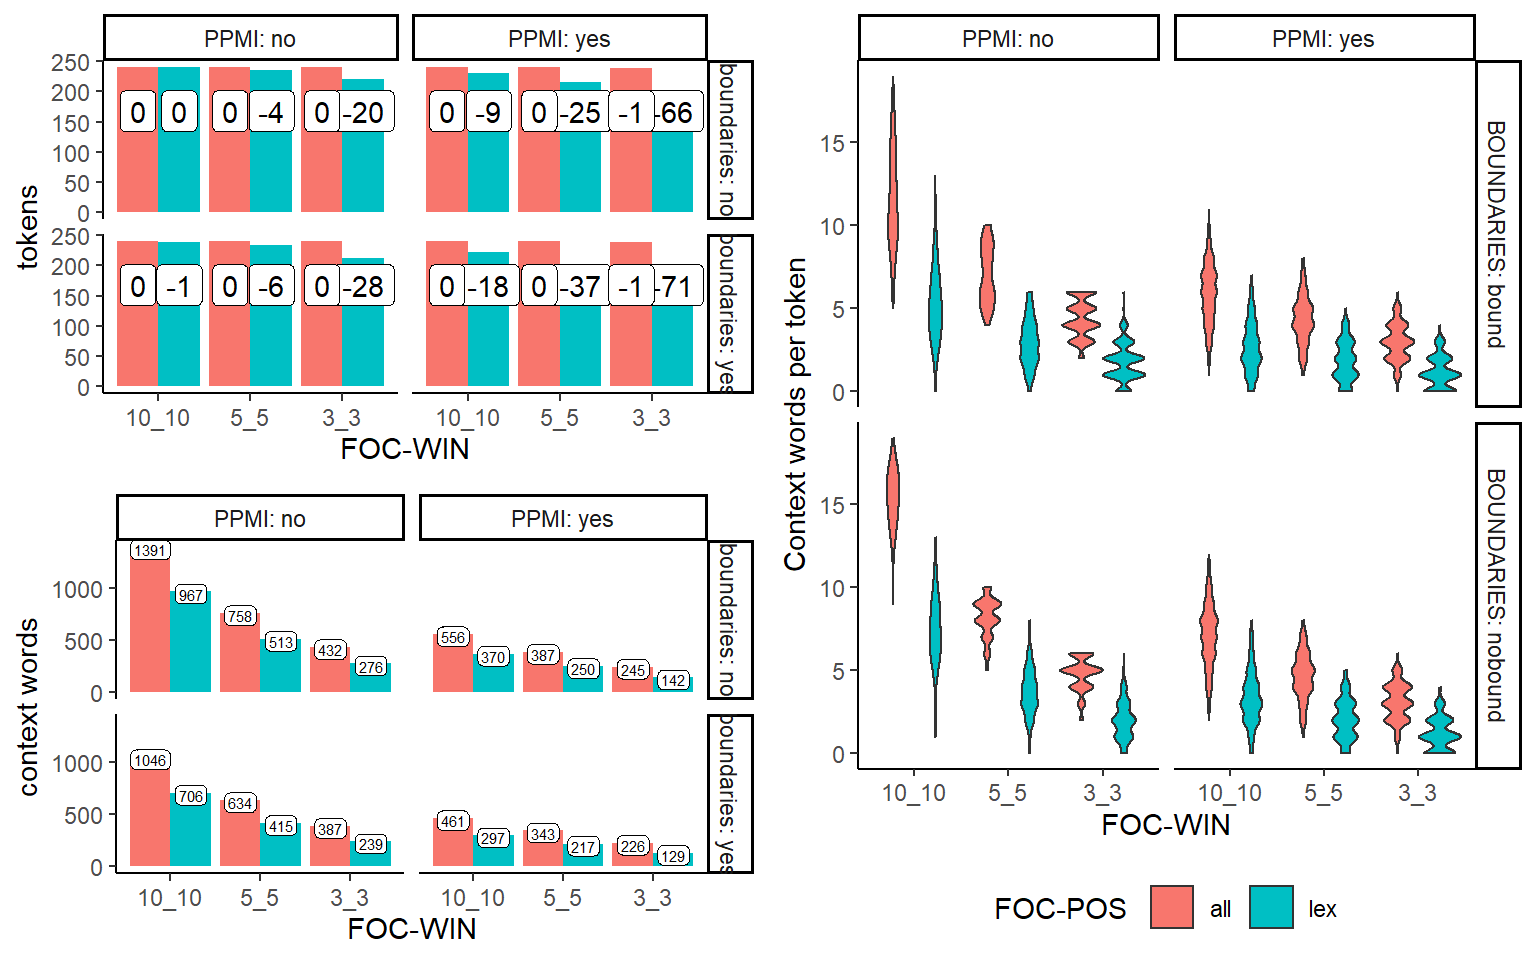 PPMI: no PPMI: yes
250
200
150
100
50
0
0 0 0 -4 0 -20
0 -9 0 -25 -1 -66
boundaries: no
250
200
150
100
50
0
0 -1 0 -6 0 -28
0 -18 0 -37 -1 -71
boundaries: yes
tokens
10_10 5_5 3_3 10_10 5_5 3_3
FOC-WIN
PPMI: no PPMI: yes
1000
500
0
1391 967 758 513 432 276
556 370 387 250 245 142
boundaries: no
1000
500
0
1046 706 634 415 387 239
461 297 343 217 226 129
boundaries: yes
context words
10_10 5_5 3_3 10_10 5_5 3_3
FOC-WIN
PPMI: no PPMI: yes
15
10
5
0
BOUNDARIES: bound
15
10
5
0
BOUNDARIES: nobound
Context words per token
10_10 5_5 3_3 10_10 5_5 3_3
FOC-WIN
FOC-POS all lex